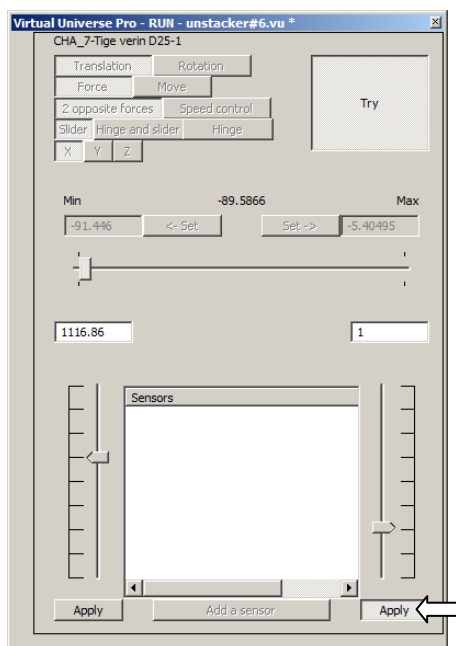 Virtual Universe Pro - RUN - unstacker#6.vu *
CHA_7-Tige verin D25-1
Translation Rotation
Force Move
2 opposite forces Speed control
Slider Hinge and slider Hinge
X Y Z
Try
Min -89.5866 Max
-91.446 <- Set Set -> -5.40495
1116.86 1
Sensors
Apply Add a sensor Apply